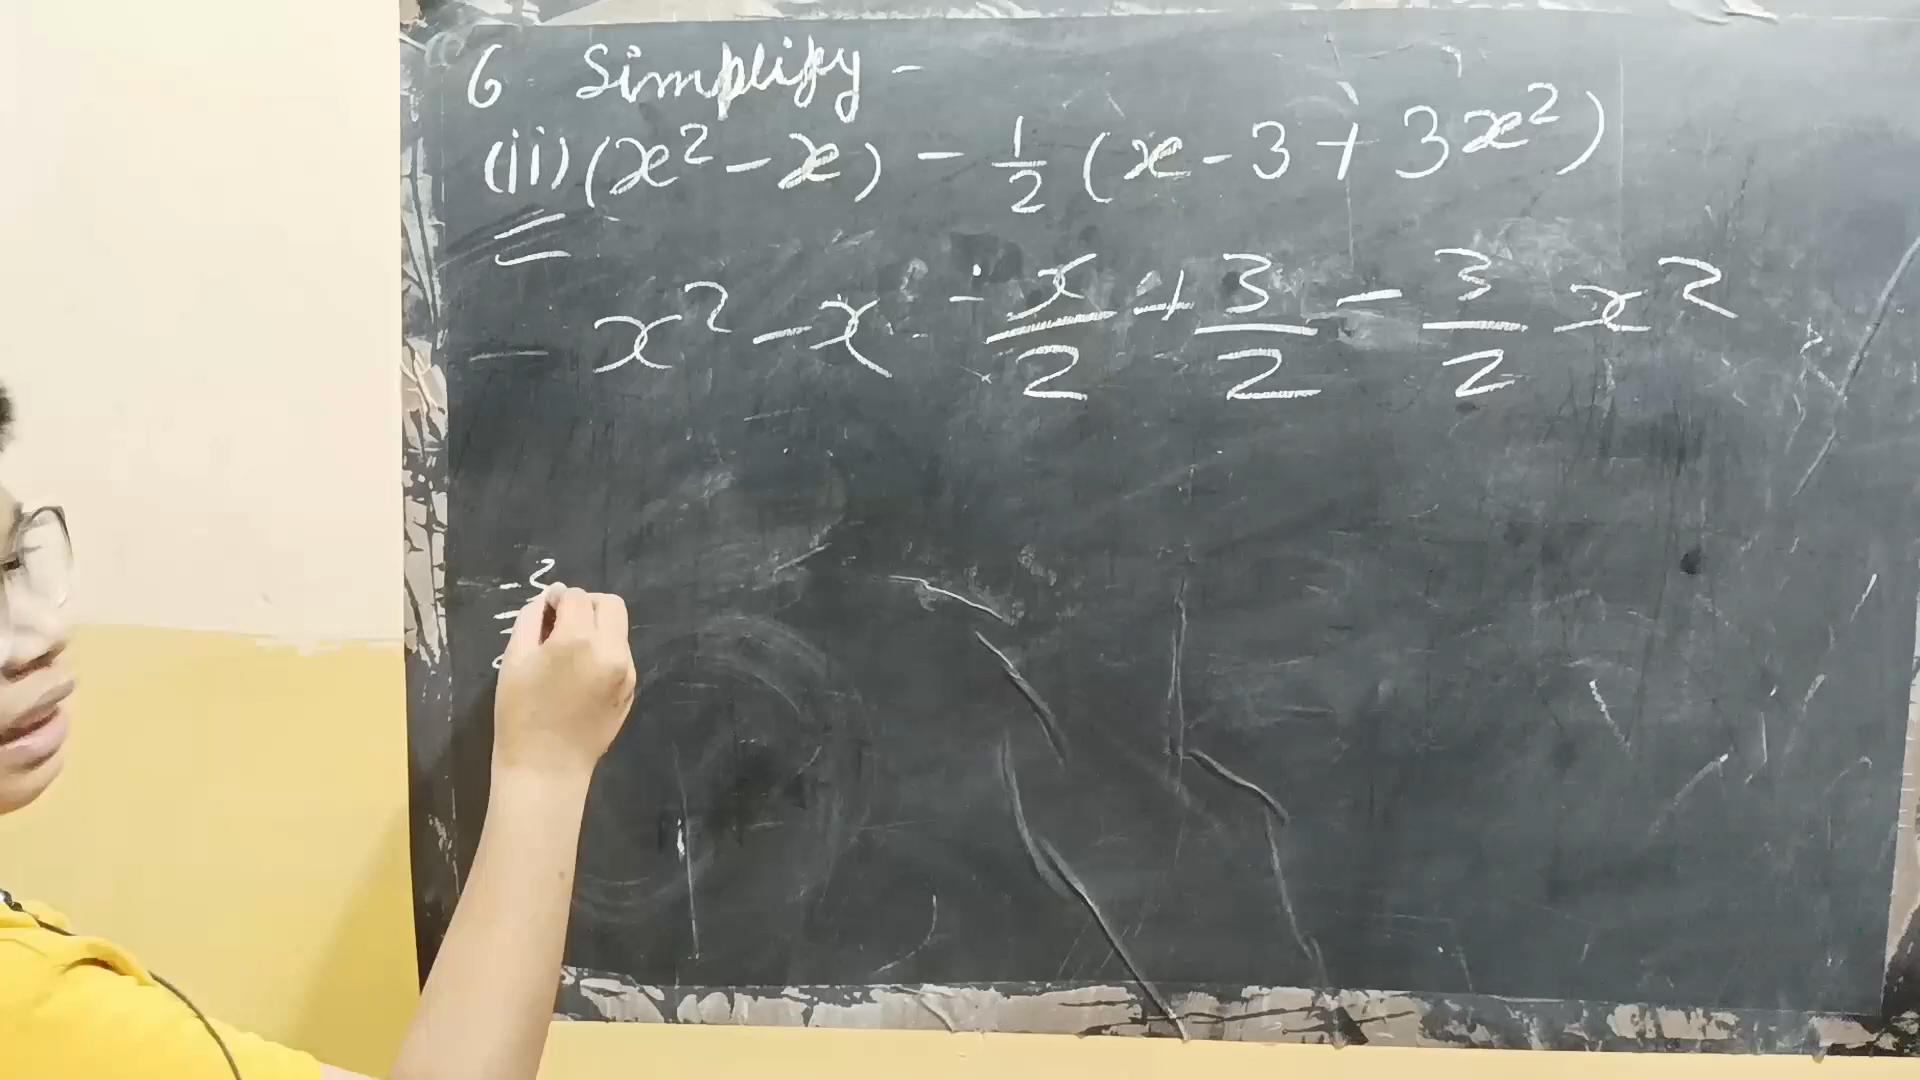 6 Simplify -
(ii) (x² - x) - 1/2 (x - 3 + 3x²)
x² - x - x/2 + 3/2 - 3/2 x²